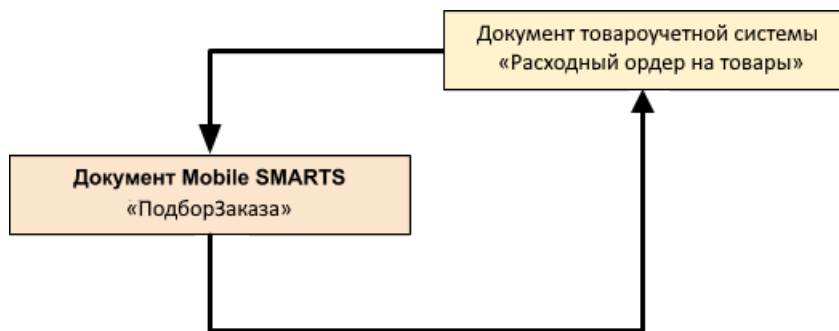 Документ товароучетной системы
«Расходный ордер на товары»
Документ Mobile SMARTS
«ПодборЗаказа»